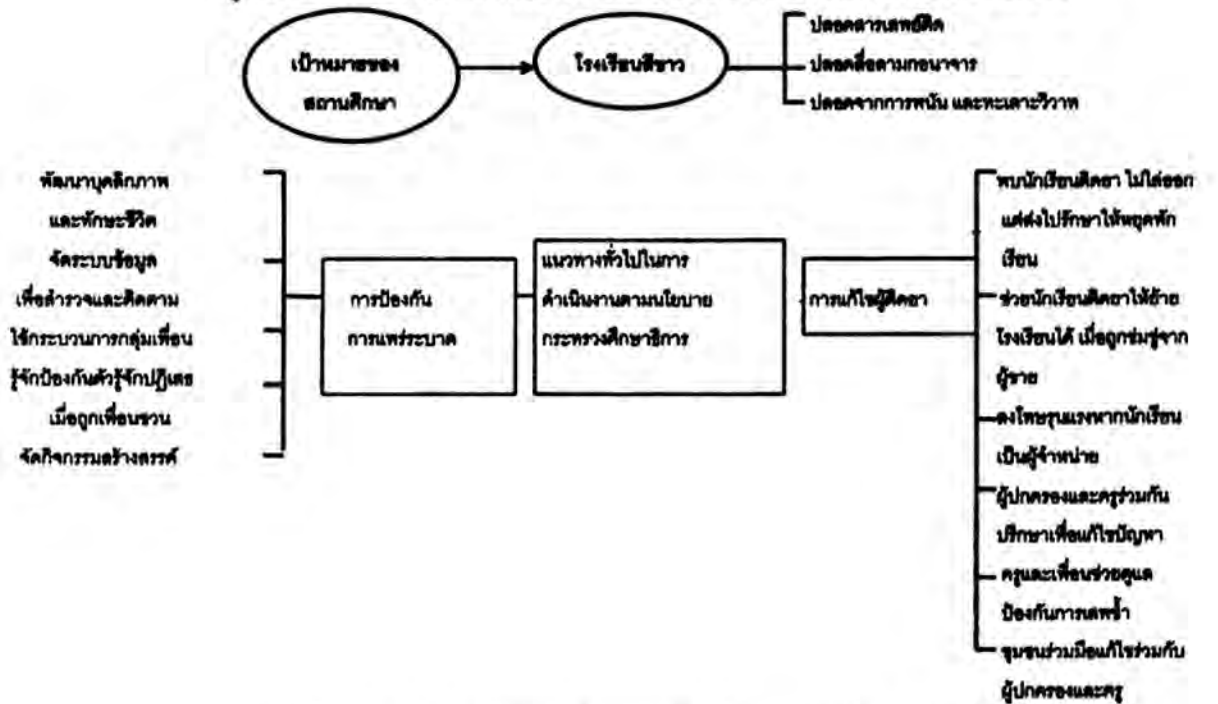 เป้าหมายของ
สถานศึกษา
โรงเรียนสีขาว
ปลอดสารเสพย์ติด
ปลอดสื่อลามกอนาจาร
ปลอดจากการพนัน และทะเลาะวิวาท
พัฒนาบุคลิกภาพ
และทักษะชีวิต
จัดระบบข้อมูล
เพื่อสำรวจและติดตาม
ใช้กระบวนการกลุ่มเพื่อน
รู้จักป้องกันตัวรู้จักปฏิเสธ
เมื่อถูกเพื่อนชวน
จัดกิจกรรมสร้างสรรค์
การป้องกัน
การแพร่ระบาด
แนวทางทั่วไปในการ
ดำเนินงานตามนโยบาย
กระทรวงศึกษาธิการ
การแก้ไขผู้ติดยา
พบนักเรียนติดยา ไม่ไล่ออก
แต่ส่งไปรักษาให้หยุดพัก
เรียน
ช่วยนักเรียนติดยาให้ย้าย
โรงเรียนได้ เมื่อถูกข่มขู่จาก
ผู้ขาย
ลงโทษรุนแรงหากนักเรียน
เป็นผู้จำหน่าย
ผู้ปกครองและครูร่วมกัน
ปรึกษาเพื่อแก้ไขปัญหา
ครูและเพื่อนช่วยดูแล
ป้องกันการเสพซ้ำ
ชุมชนร่วมมือแก้ไขร่วมกับ
ผู้ปกครองและครู